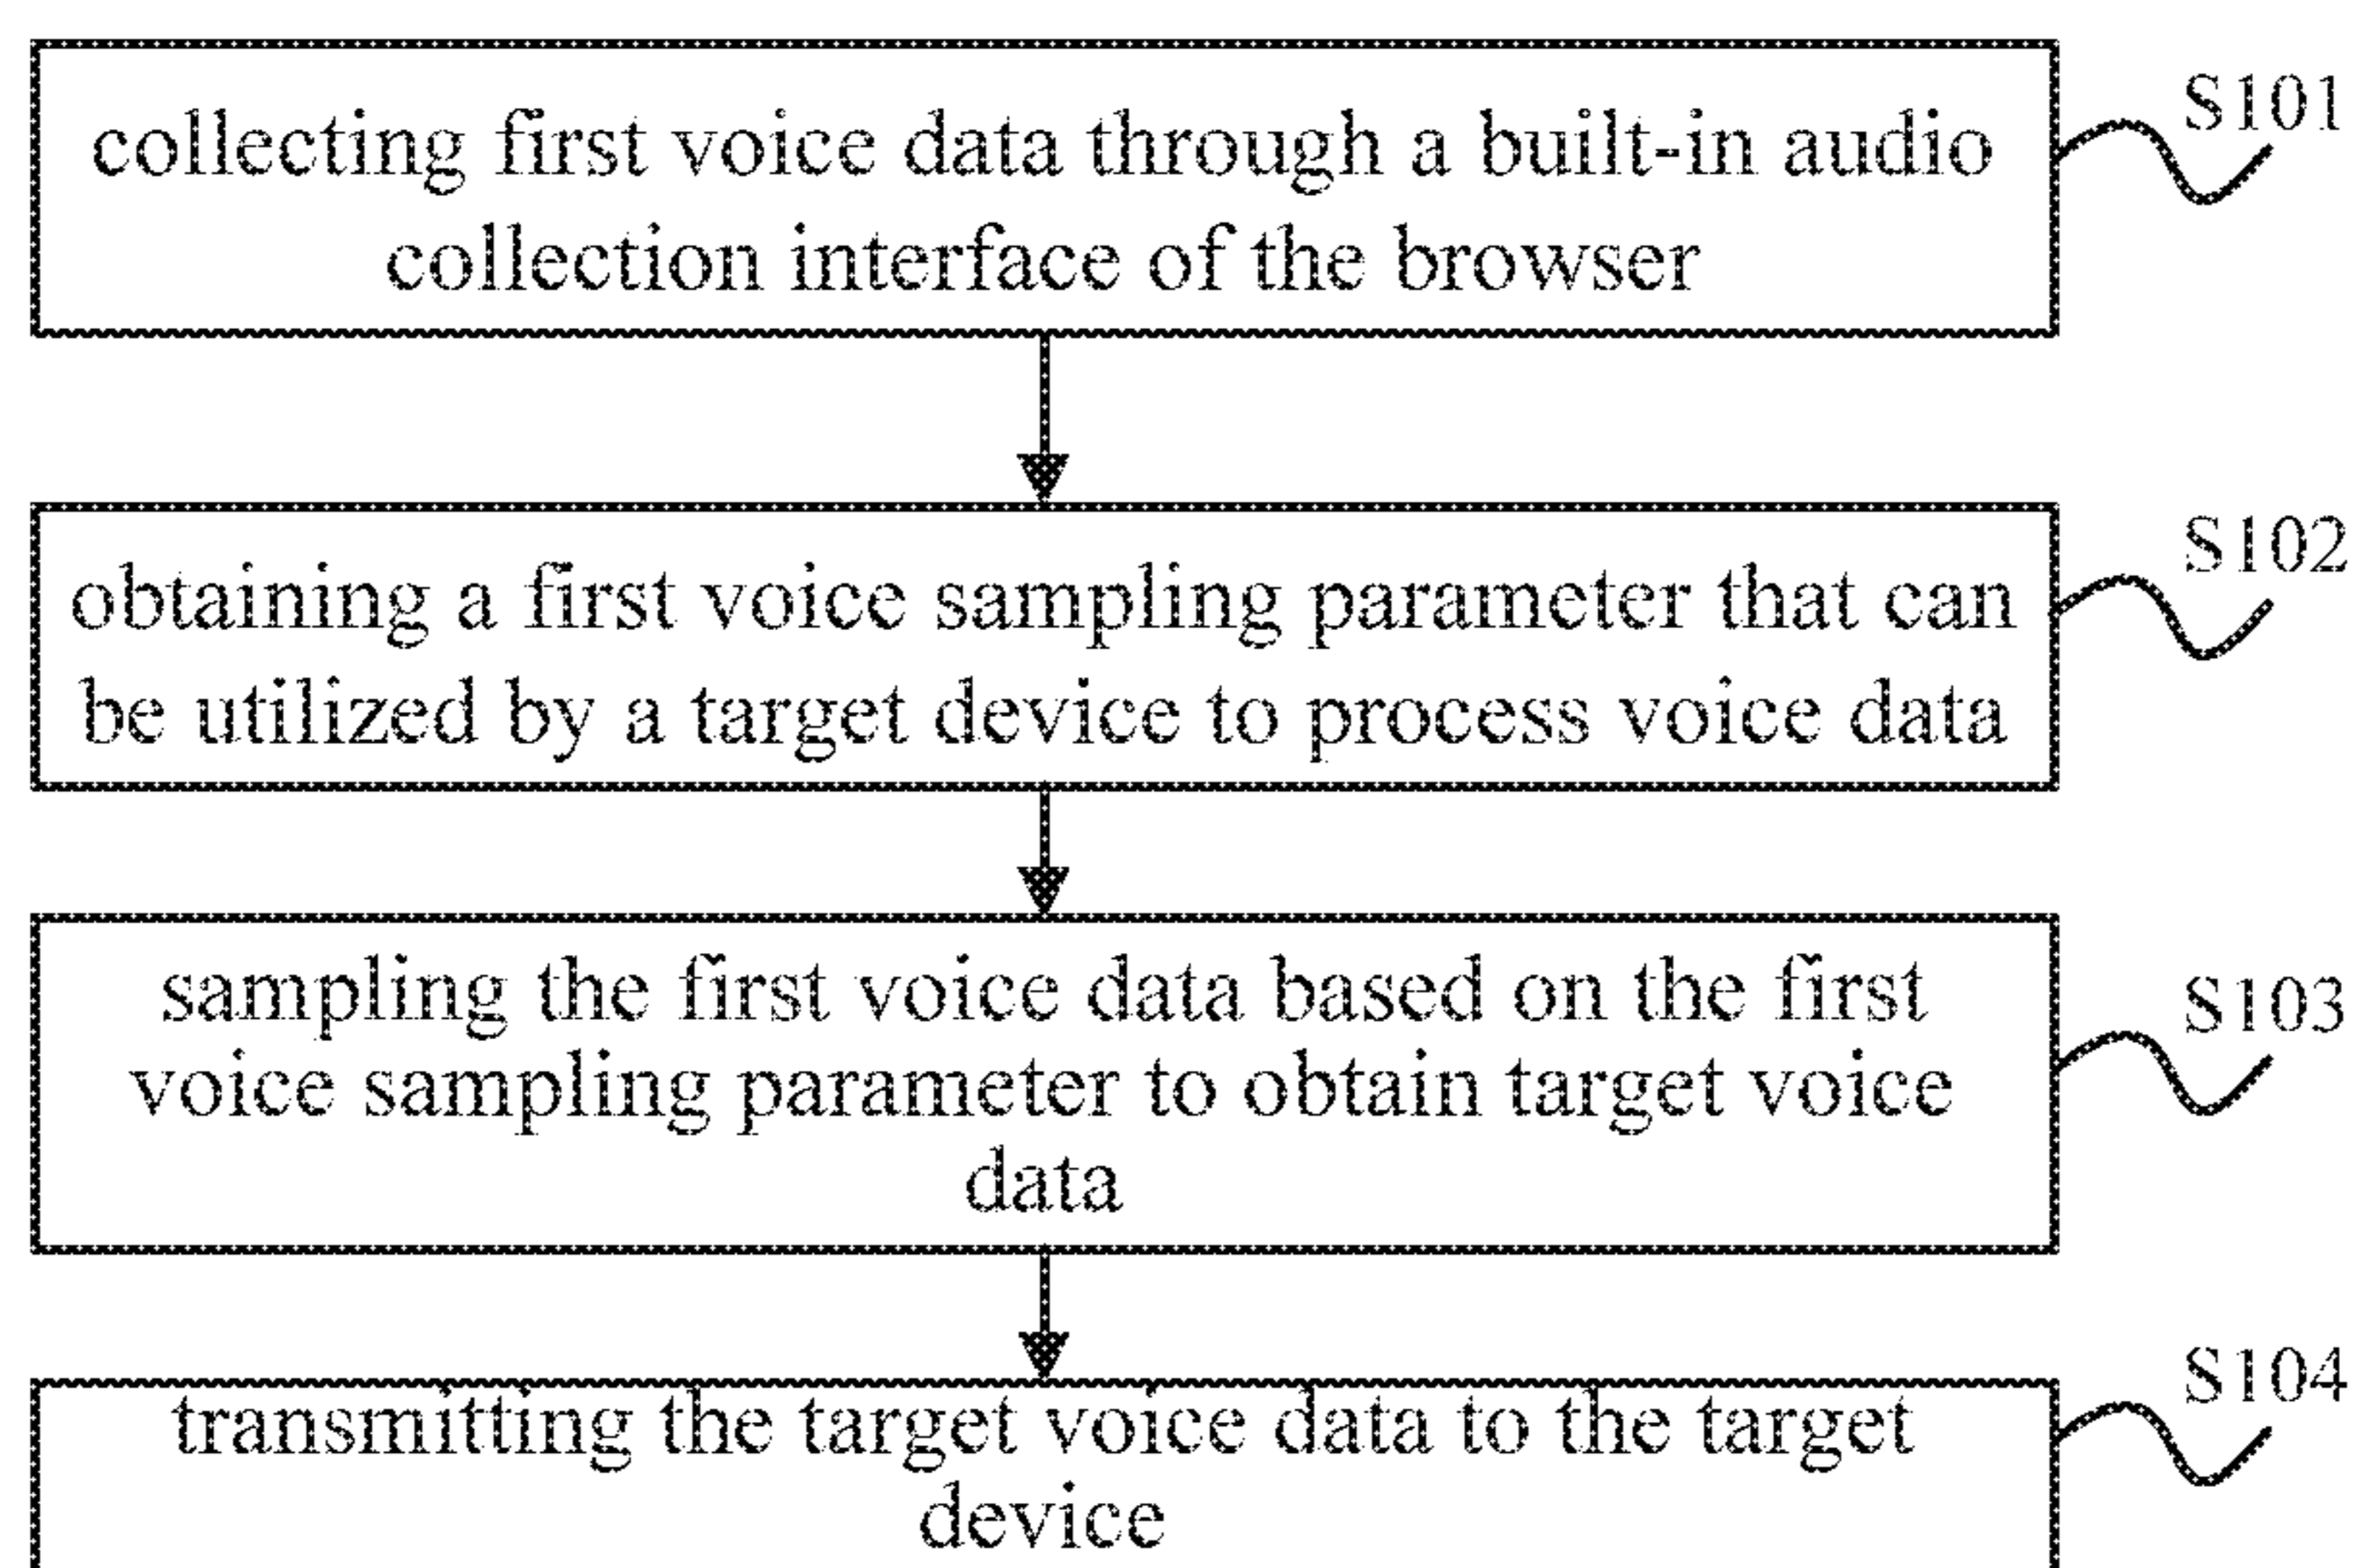 collecting first voice data through a built-in audio
collection interface of the browser
S101
obtaining a first voice sampling parameter that can
be utilized by a target device to process voice data
S102
sampling the first voice data based on the first
voice sampling parameter to obtain target voice
data
S103
transmitting the target voice data to the target
device
S104